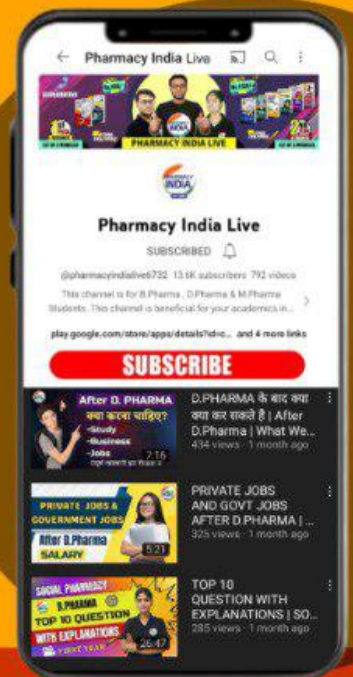 Pharmacy India Live
PHARMACY INDIA LIVE
PHARMACY
INDIA
Pharmacy India Live
SUBSCRIBED
@pharmacyindialive6732 13.6K subscribers 792 videos
This channel is for B.Pharma , D.Pharma & M.Pharma
Students. This channel is beneficial for your academics in...
play.google.com/store/apps/details?id=c... and 4 more links
SUBSCRIBE
After D. PHARMA
क्या करना चाहिए?
-Study
-Business
-Jobs
7:16
D.PHARMA के बाद क्या
क्या कर सकते है | After
D.Pharma | What We...
434 views · 1 month ago
PRIVATE JOBS &
GOVERNMENT JOBS
After D.Pharma
SALARY
5:21
PRIVATE JOBS
AND GOVT JOBS
AFTER D.PHARMA | ...
325 views · 1 month ago
SOCIAL PHARMACY
D.PHARMA
TOP 10 QUESTION
WITH EXPLANATIONS
FIRST YEAR
26:47
TOP 10
QUESTION WITH
EXPLANATIONS | SO...
285 views · 1 month ago